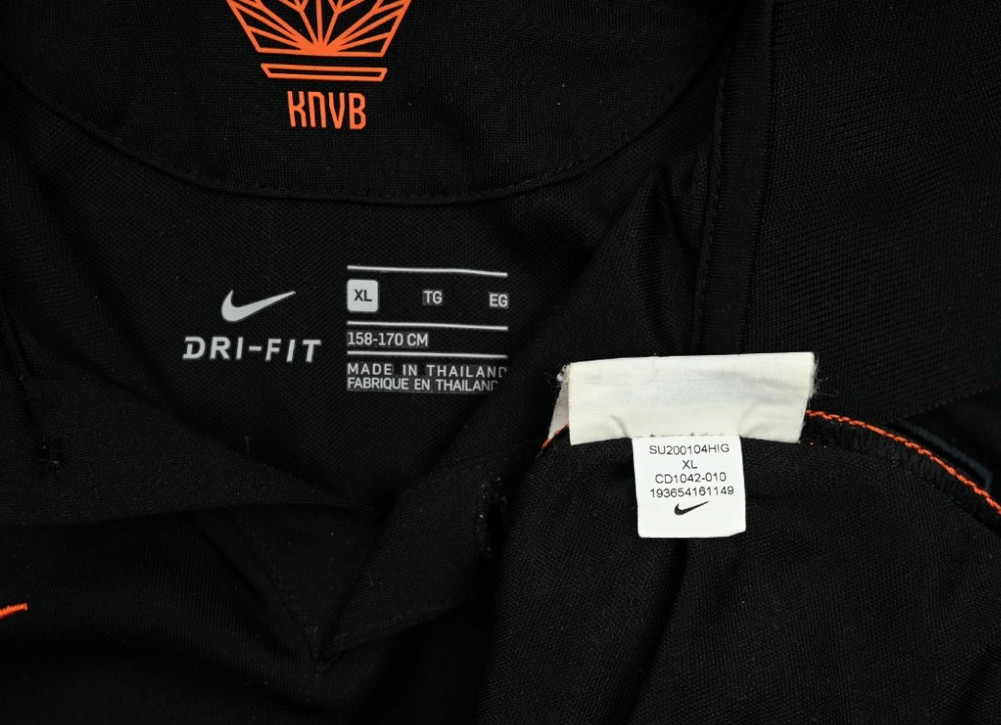 KNVB
DRI-FIT
XL TG EG
158-170 CM
MADE IN THAILAND
FABRIQUE EN THAILAND
SU200104HIG
XL
CD1042-010
193654161149